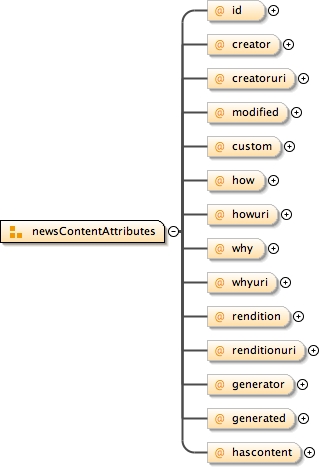 @ id
@ creator
@ creatoruri
@ modified
@ custom
@ how
@ howuri
newsContentAttributes
@ why
@ whyuri
@ rendition
@ renditionuri
@ generator
@ generated
@ hascontent